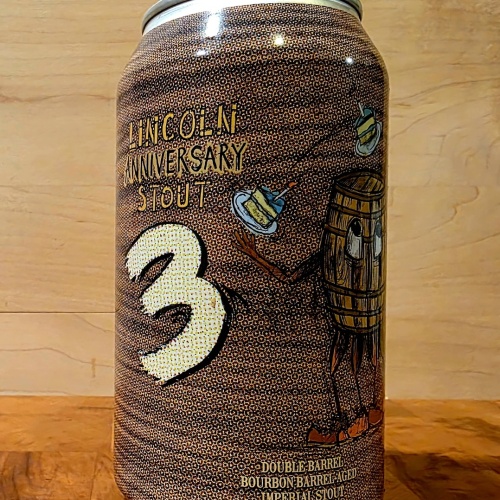 LINCOLN
ANNIVERSARY
STOUT
3
DOUBLE BARREL
BOURBON BARREL-AGED
IMPERIAL STOUT